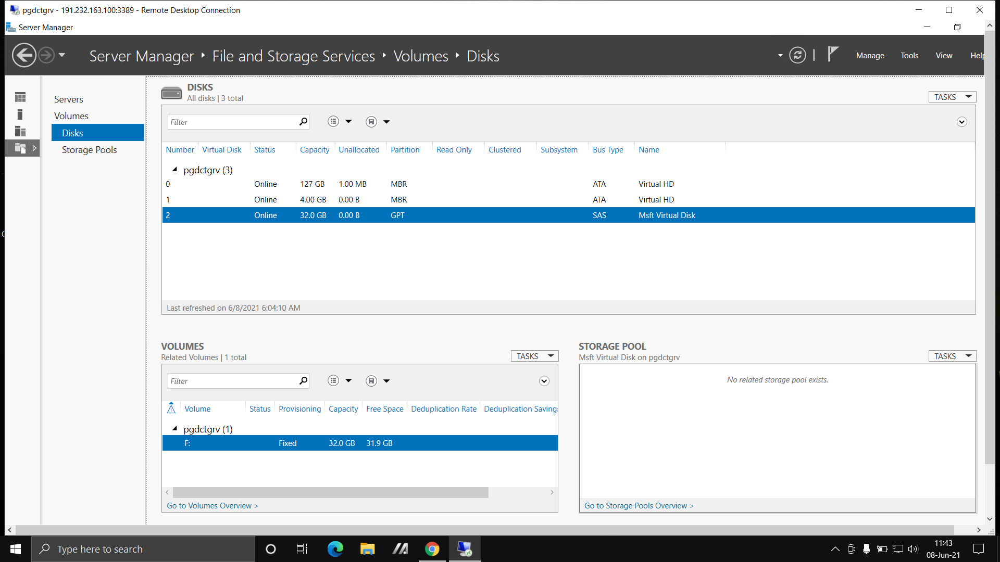 pgdctgrv - 191.232.163.100:3389 - Remote Desktop Connection
Server Manager
Server Manager File and Storage Services Volumes Disks
Manage Tools View Help
Servers
Volumes
Disks
Storage Pools
DISKS
All disks | 3 total
TASKS
Filter
Number Virtual Disk Status Capacity Unallocated Partition Read Only Clustered Subsystem Bus Type Name
pgdctgrv (3)
0 Online 127 GB 1.00 MB MBR ATA Virtual HD
1 Online 4.00 GB 0.00 B MBR ATA Virtual HD
2 Online 32.0 GB 0.00 B GPT SAS Msft Virtual Disk
Last refreshed on 6/8/2021 6:04:10 AM
VOLUMES
Related Volumes | 1 total
TASKS
Filter
Volume Status Provisioning Capacity Free Space Deduplication Rate Deduplication Savings
pgdctgrv (1)
F: Fixed 32.0 GB 31.9 GB
Go to Volumes Overview >
STORAGE POOL
Msft Virtual Disk on pgdctgrv
TASKS
No related storage pool exists.
Go to Storage Pools Overview >
Type here to search
11:43
08-Jun-21